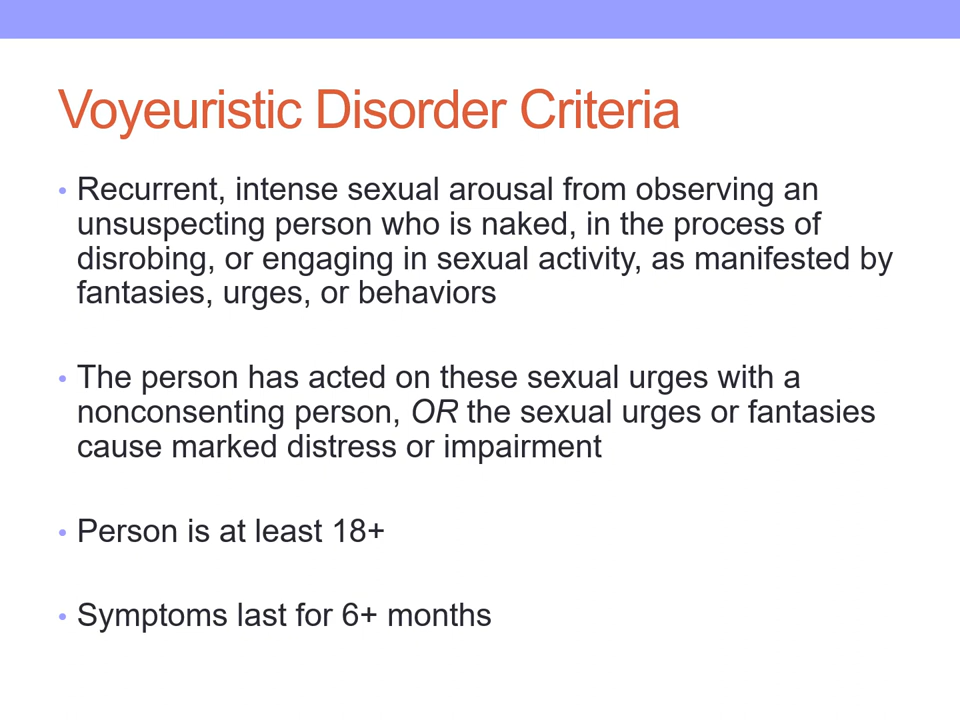 Voyeuristic Disorder Criteria
• Recurrent, intense sexual arousal from observing an
unsuspecting person who is naked, in the process of
disrobing, or engaging in sexual activity, as manifested by
fantasies, urges, or behaviors
• The person has acted on these sexual urges with a
nonconsenting person, OR the sexual urges or fantasies
cause marked distress or impairment
• Person is at least 18+
• Symptoms last for 6+ months